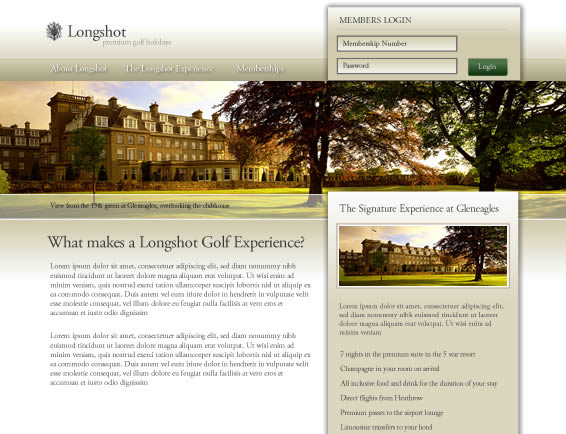 Longshot
premium golf holidays
MEMBERS LOGIN
Membership Number
Password
Login
About Longshot
The Longshot Experience
Memberships
View from the 19th green at Gleneagles, overlooking the clubhouse
What makes a Longshot Golf Experience?
Lorem ipsum dolor sit amet, consectetuer adipiscing elit, sed diam nonummy nibh
euismod tincidunt ut laoreet dolore magna aliquam erat volutpat. Ut wisi enim ad
minim veniam, quis nostrud exerci tation ullamcorper suscipit lobortis nisl ut aliquip ex
ea commodo consequat. Duis autem vel eum iriure dolor in hendrerit in vulputate velit
esse molestie consequat, vel illum dolore eu feugiat nulla facilisis at vero eros et
accumsan et iusto odio dignissim
Lorem ipsum dolor sit amet, consectetuer adipiscing elit, sed diam nonummy nibh
euismod tincidunt ut laoreet dolore magna aliquam erat volutpat. Ut wisi enim ad
minim veniam, quis nostrud exerci tation ullamcorper suscipit lobortis nisl ut aliquip ex
ea commodo consequat. Duis autem vel eum iriure dolor in hendrerit in vulputate velit
esse molestie consequat, vel illum dolore eu feugiat nulla facilisis at vero eros et
accumsan et iusto odio dignissim
The Signature Experience at Gleneagles
Lorem ipsum dolor sit amet, consectetuer
adipiscing elit, sed diam nonummy nibh
euismod tincidunt ut laoreet
dolore magna aliquam erat volutpat. Ut wisi enim ad
minim veniam
7 nights in the premium suite in the 5 star resort
Champagne in your room on arrival
All inclusive food and drink for the duration of your stay
Direct flights from Heathrow
Premium passes to the airport lounge
Limousine transfers to your hotel